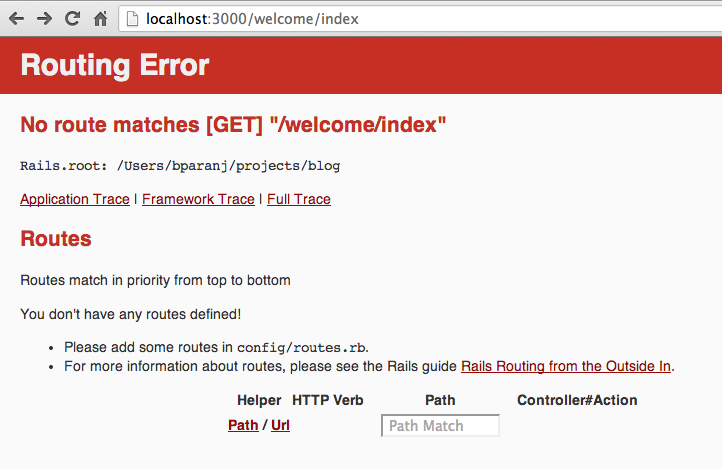 localhost:3000/welcome/index
Routing Error
No route matches [GET] "/welcome/index"
Rails.root: /Users/bparanj/projects/blog
Application Trace | Framework Trace | Full Trace
Routes
Routes match in priority from top to bottom
You don't have any routes defined!
• Please add some routes in config/routes.rb.
• For more information about routes, please see the Rails guide Rails Routing from the Outside In.
Helper HTTP Verb Path Controller#Action
Path / Url Path Match